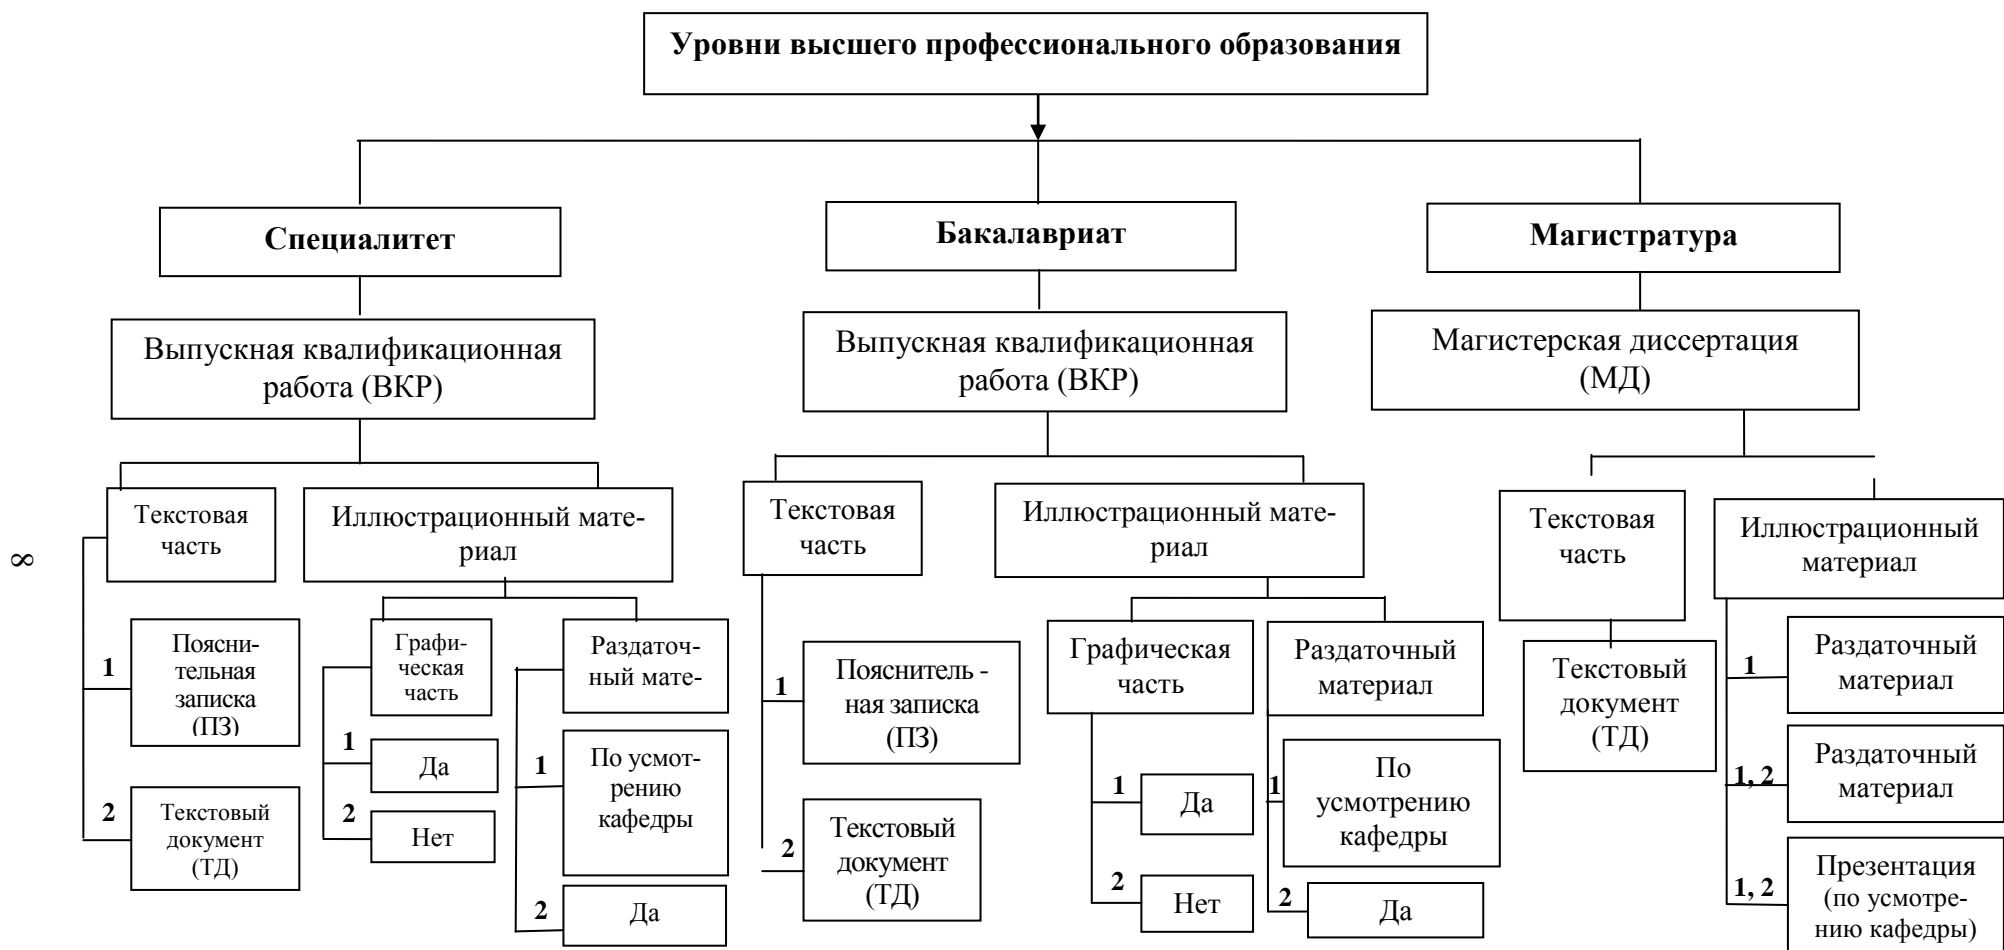 Уровни высшего профессионального образования
Специалитет
Бакалавриат
Магистратура
Выпускная квалификационная
работа (ВКР)
Выпускная квалификационная
работа (ВКР)
Магистерская диссертация
(МД)
Текстовая
часть
Иллюстрационный мате-
риал
Текстовая
часть
Иллюстрационный мате-
риал
Текстовая
часть
Иллюстрационный
материал
∞
1
Поясни-
тельная
записка
(ПЗ)
2
Текстовый
документ
(ТД)
Графи-
ческая
часть
1
Да
2
Нет
Раздаточ-
ный мате-
1
По усмот-
рению
кафедры
2
Да
1
Пояснитель -
ная записка
(ПЗ)
2
Текстовый
документ
(ТД)
Графическая
часть
1
Да
2
Нет
Раздаточный
материал
1
По
усмотрению
кафедры
2
Да
Текстовый
документ
(ТД)
1
Раздаточный
материал
1, 2
Раздаточный
материал
1, 2
Презентация
(по усмотре-
нию кафедры)